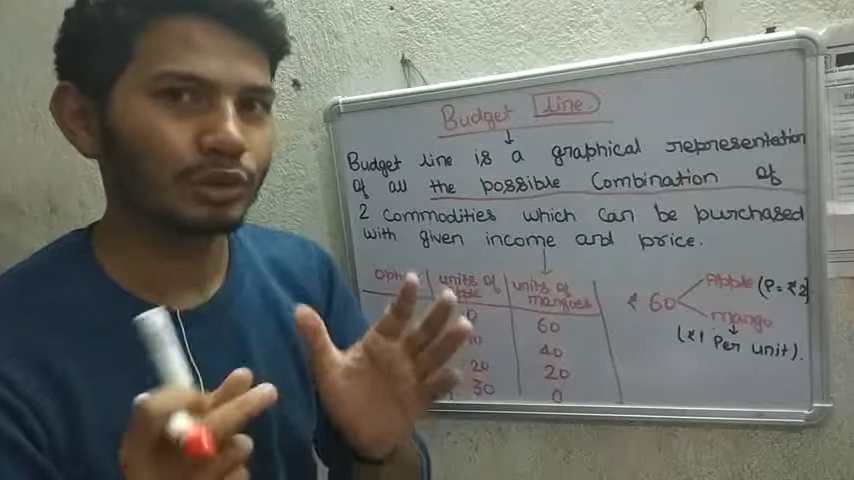 Budget line
Budget line is a graphical representation
of all the possible combination of
2 commodities which can be purchased
with given income and price.
units of units of
mangoes
0 60
40
20 20
30 0
₹ 60 Apple (P = ₹2)
mango
(₹1 Per unit).